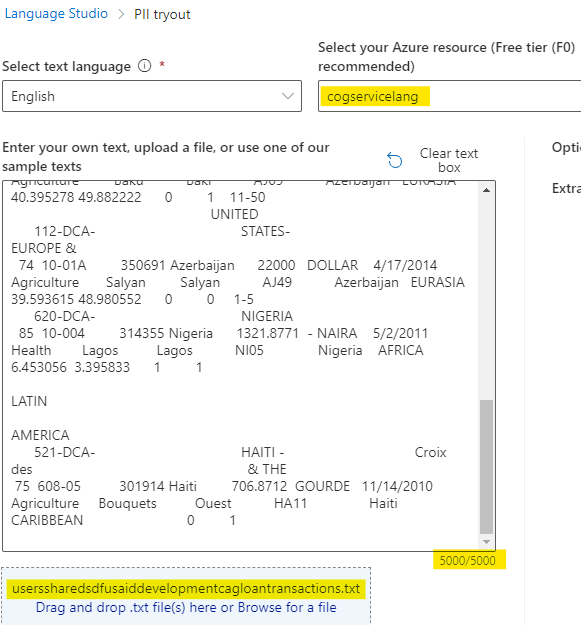 Language Studio > PII tryout
Select text language *
Select your Azure resource (Free tier (F0)
recommended)
English
cogservicelang
Enter your own text, upload a file, or use one of our
sample texts
Clear text
box
Opti
Extra
Agriculture Baku Baki AJ09 Azerbaijan EURASIA
40.395278 49.882222 0 1 11-50
UNITED
112-DCA- STATES-
EUROPE &
74 10-01A 350691 Azerbaijan 22000 DOLLAR 4/17/2014
Agriculture Salyan Salyan AJ49 Azerbaijan EURASIA
39.593615 48.980552 0 0 1-5
620-DCA- NIGERIA
85 10-004 314355 Nigeria 1321.8771 - NAIRA 5/2/2011
Health Lagos Lagos NI05 Nigeria AFRICA
6.453056 3.395833 1 1
LATIN
AMERICA
521-DCA- HAITI - Croix
des & THE
75 608-05 301914 Haiti 706.8712 GOURDE 11/14/2010
Agriculture Bouquets Ouest HA11 Haiti
CARIBBEAN 0 1
5000/5000
userssharedsdfusaiddevelopmentcagloantransactions.txt
Drag and drop .txt file(s) here or Browse for a file